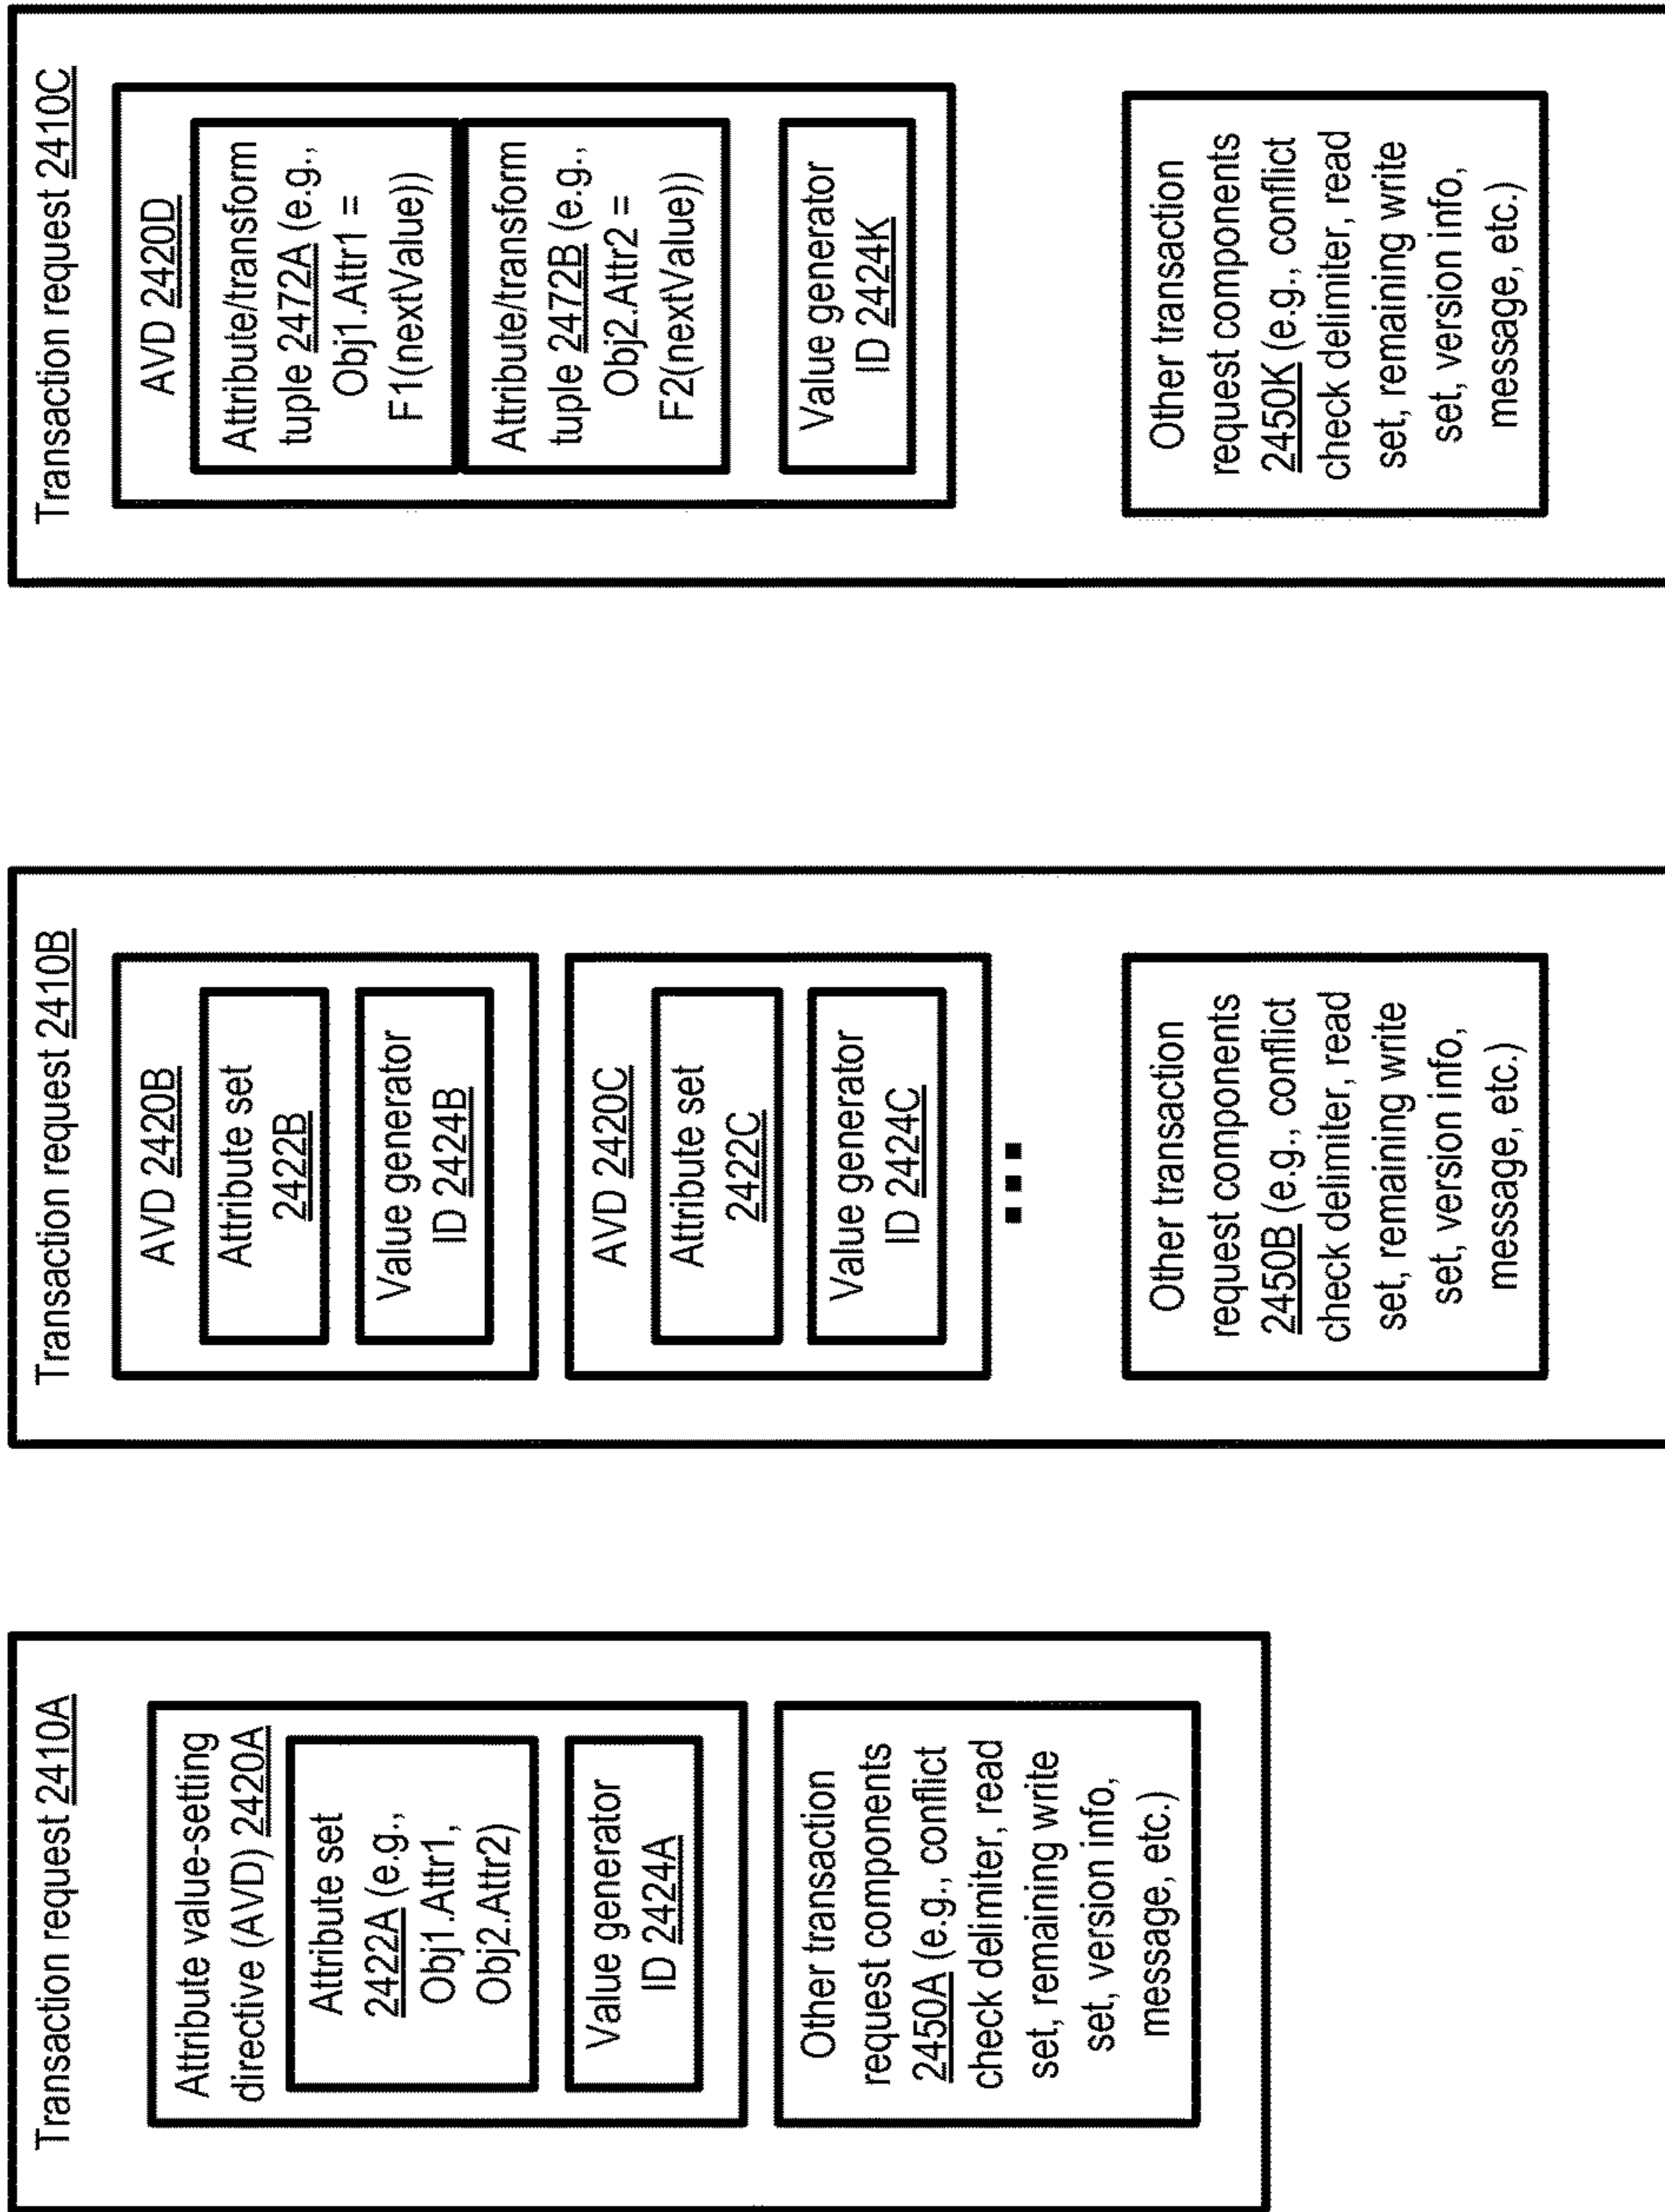 Transaction request 2410A
Attribute value-setting
directive (AVD) 2420A
Attribute set
2422A (e.g.,
Obj1.Attr1,
Obj2.Attr2)
Value generator
ID 2424A
Other transaction
request components
2450A (e.g., conflict
check delimiter, read
set, remaining write
set, version info,
message, etc.)
Transaction request 2410B
AVD 2420B
Attribute set
2422B
Value generator
ID 2424B
AVD 2420C
Attribute set
2422C
Value generator
ID 2424C
Other transaction
request components
2450B (e.g., conflict
check delimiter, read
set, remaining write
set, version info,
message, etc.)
Transaction request 2410C
AVD 2420D
Attribute/transform
tuple 2472A (e.g.,
Obj1.Attr1 =
F1(nextValue))
Attribute/transform
tuple 2472B (e.g.,
Obj2.Attr2 =
F2(nextValue))
Value generator
ID 2424K
Other transaction
request components
2450K (e.g., conflict
check delimiter, read
set, remaining write
set, version info,
message, etc.)